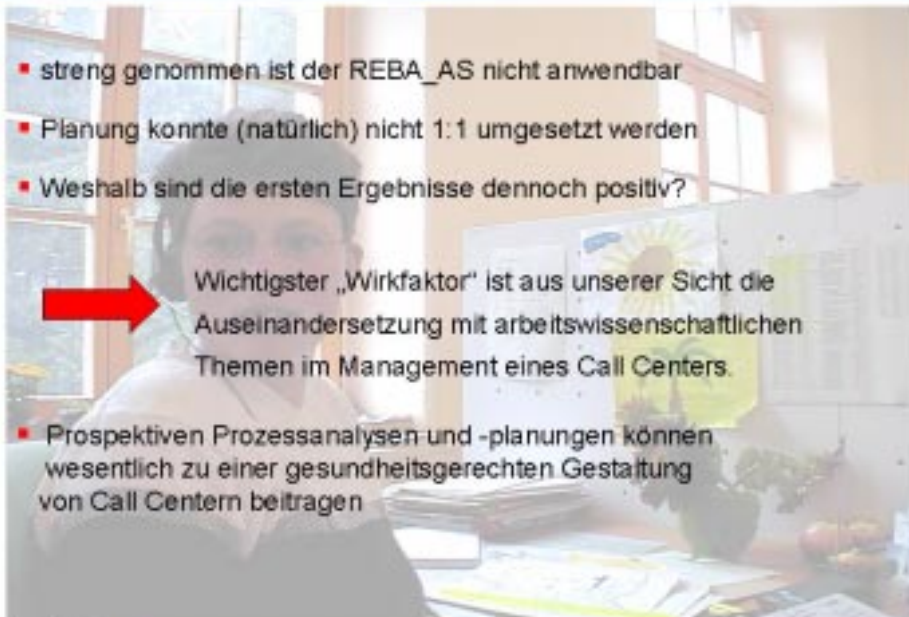 ▪ streng genommen ist der REBA_AS nicht anwendbar
▪ Planung konnte (natürlich) nicht 1:1 umgesetzt werden
▪ Weshalb sind die ersten Ergebnisse dennoch positiv?
Wichtigster „Wirkfaktor“ ist aus unserer Sicht die
Auseinandersetzung mit arbeitswissenschaftlichen
Themen im Management eines Call Centers.
▪ Prospektiven Prozessanalysen und -planungen können
wesentlich zu einer gesundheitsgerechten Gestaltung
von Call Centern beitragen